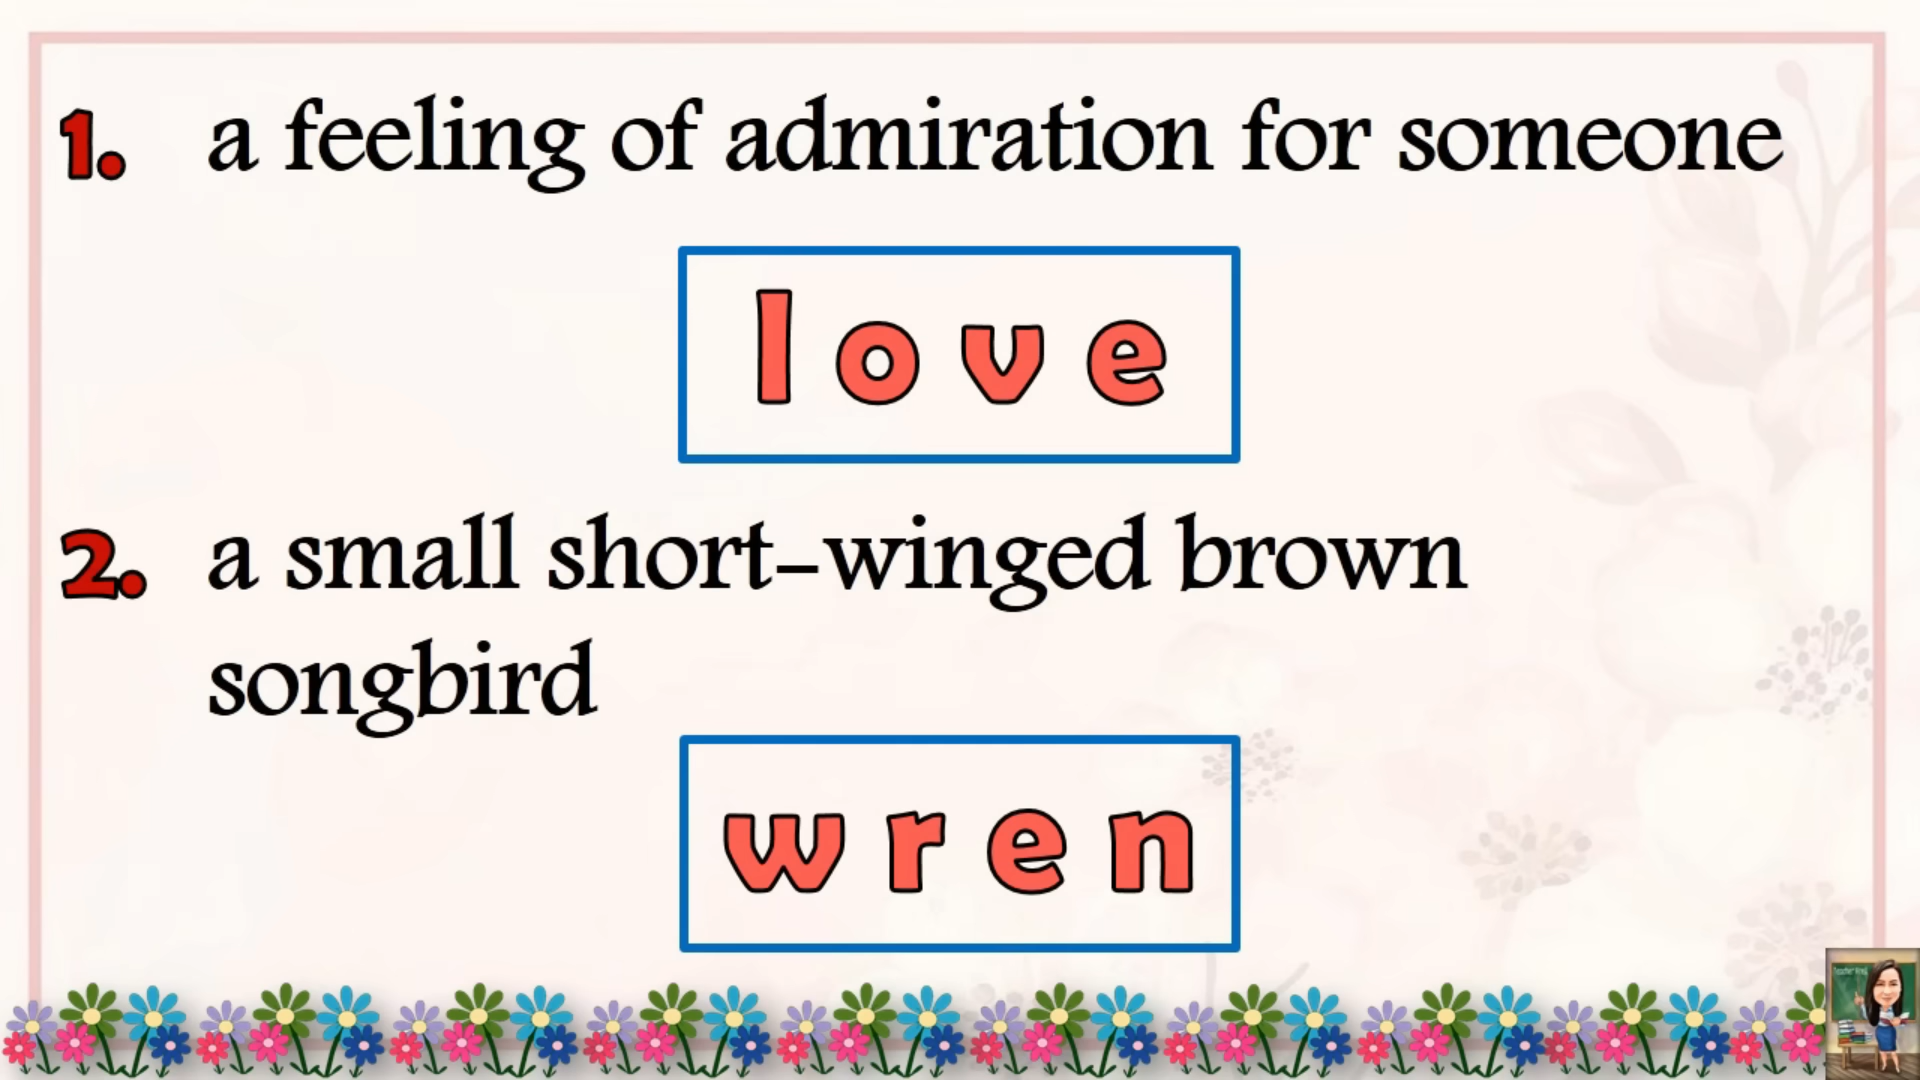 1. a feeling of admiration for someone
l o v e
2. a small short-winged brown
songbird
w r e n